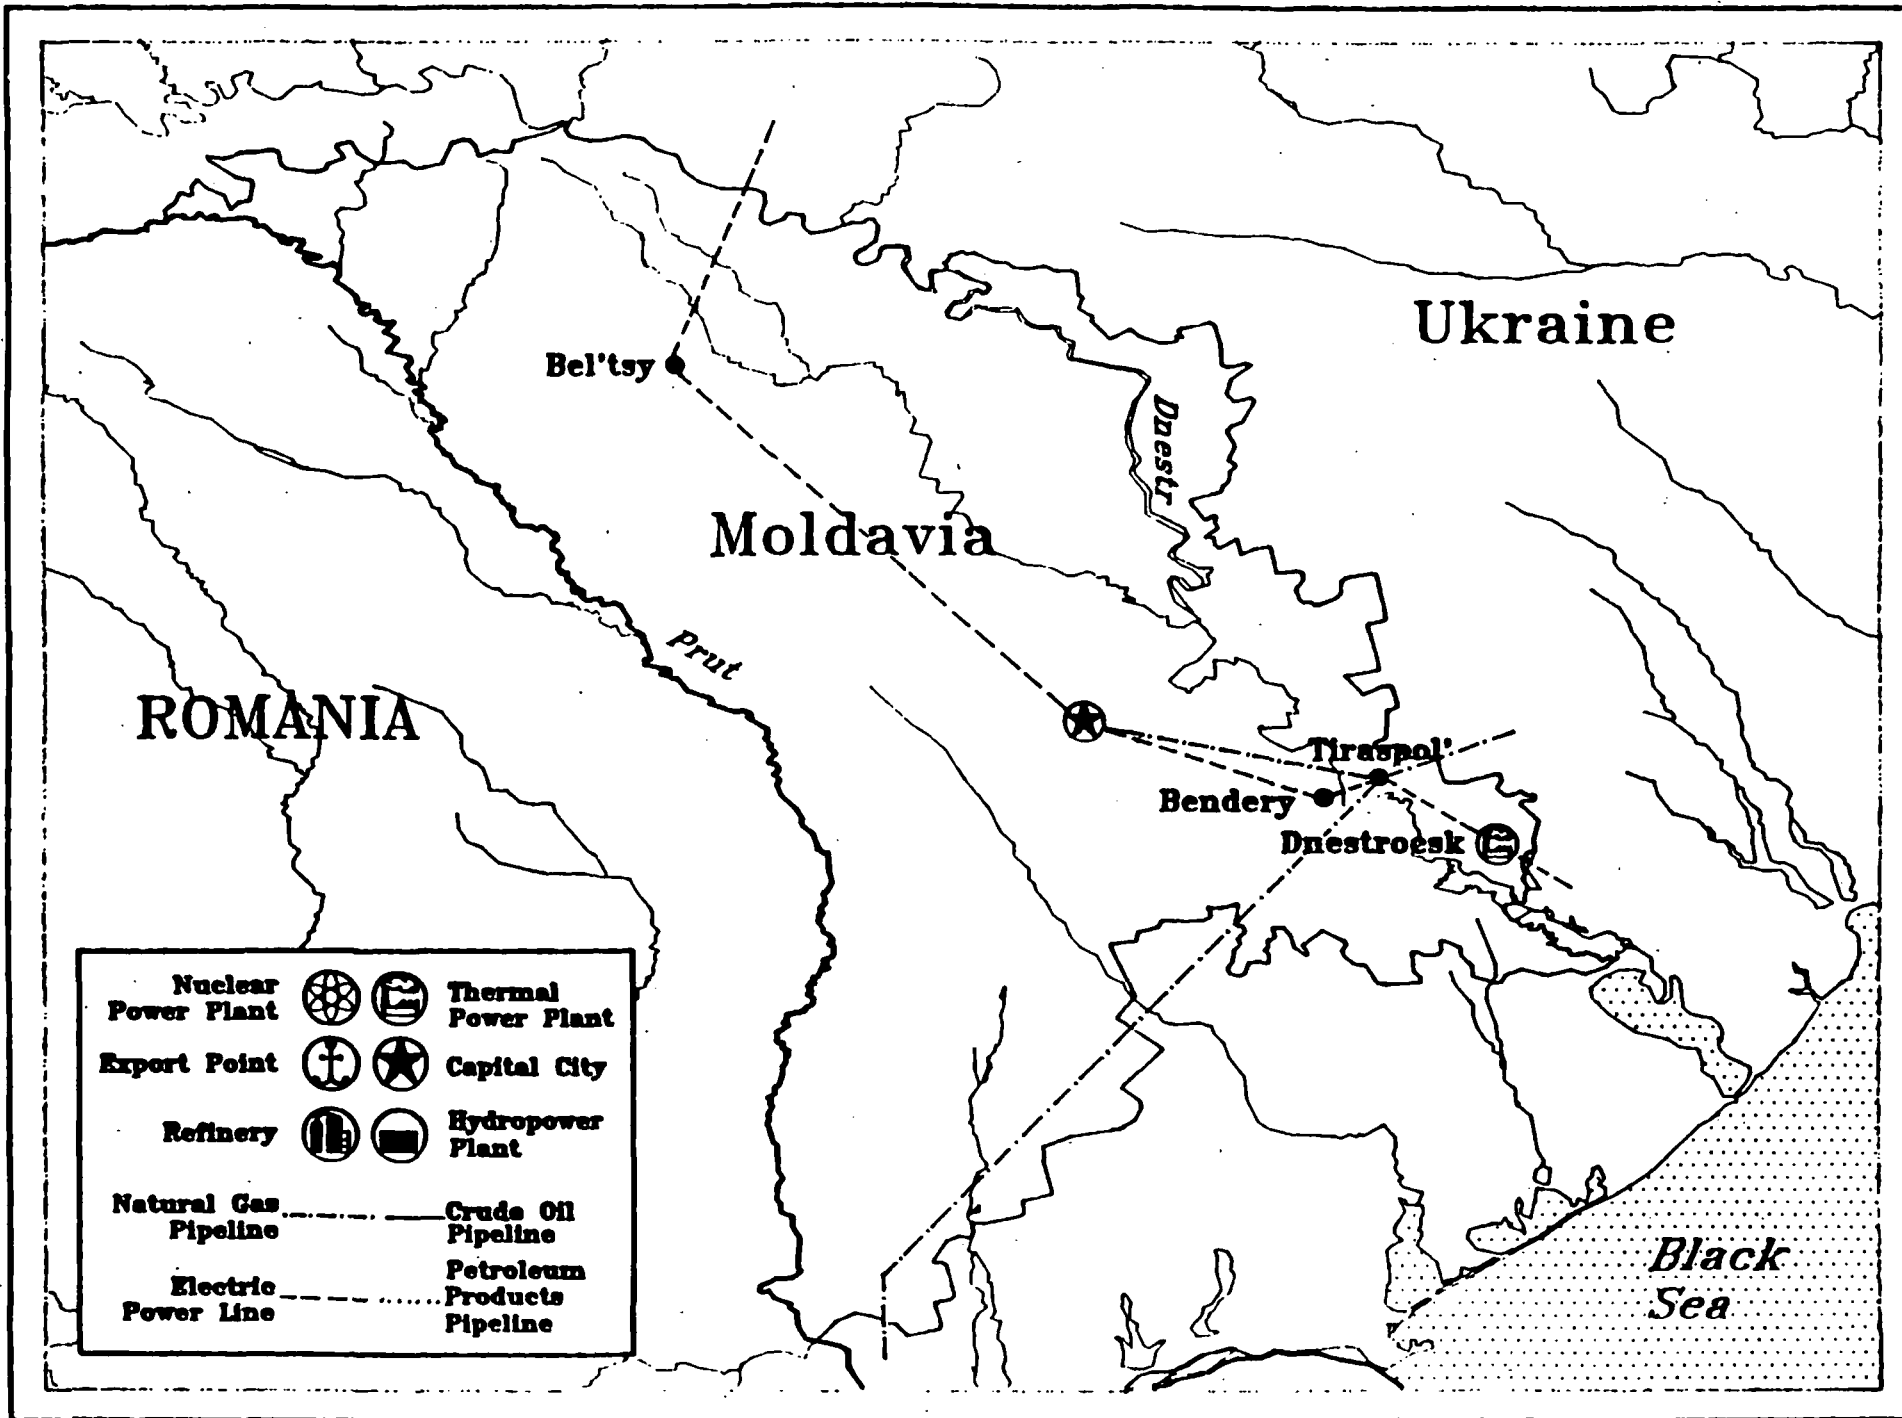 Ukraine
Bel'tsy
Dnestr
Moldavia
Prut
ROMANIA
Tiraspol'
Bendery
Dnestroesk
Nuclear
Power Plant
Thermal
Power Plant
Export Point
Capital City
Refinery
Hydropower
Plant
Natural Gas
Pipeline
Crude Oil
Pipeline
Electric
Power Line
Petroleum
Products
Pipeline
Black
Sea